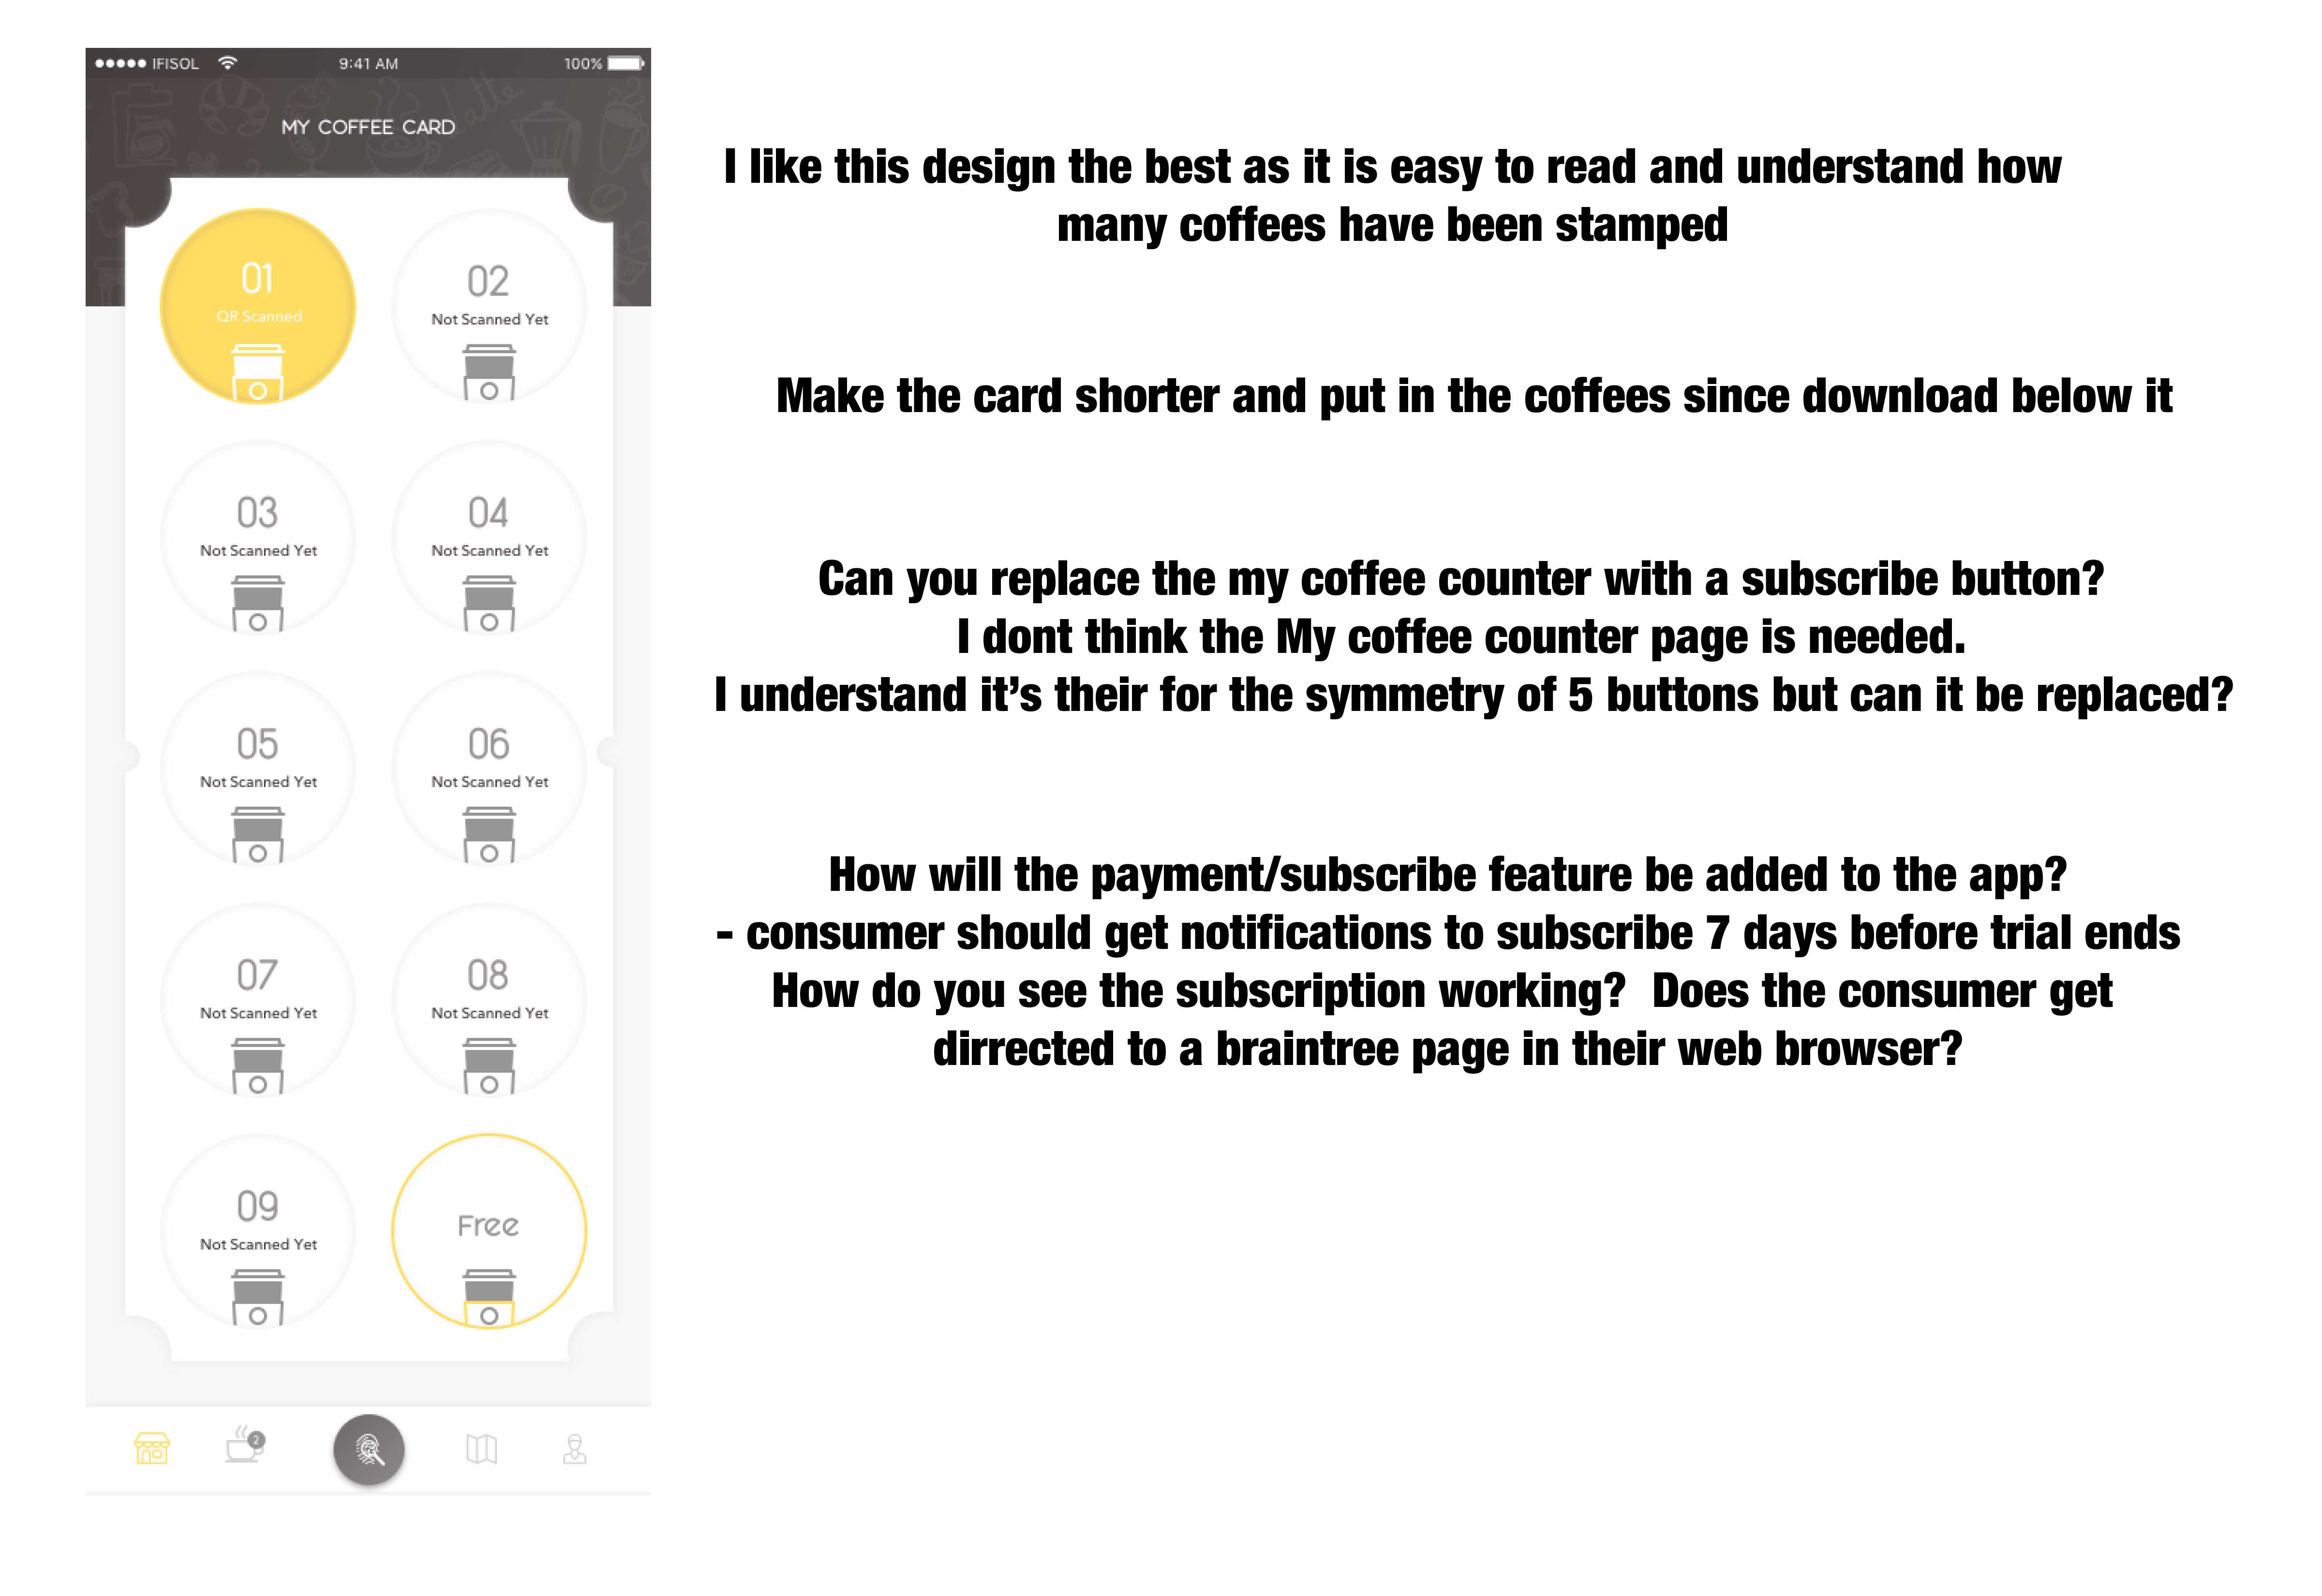 IFISOL 9:41 AM 100%
Latte
MY COFFEE CARD
01 02
QR Scanned Not Scanned Yet
03 04
Not Scanned Yet Not Scanned Yet
05 06
Not Scanned Yet Not Scanned Yet
07 08
Not Scanned Yet Not Scanned Yet
09 Free
Not Scanned Yet
2
I like this design the best as it is easy to read and understand how
many coffees have been stamped
Make the card shorter and put in the coffees since download below it
Can you replace the my coffee counter with a subscribe button?
I dont think the My coffee counter page is needed.
I understand it’s their for the symmetry of 5 buttons but can it be replaced?
How will the payment/subscribe feature be added to the app?
- consumer should get notifications to subscribe 7 days before trial ends
How do you see the subscription working? Does the consumer get
dirrected to a braintree page in their web browser?